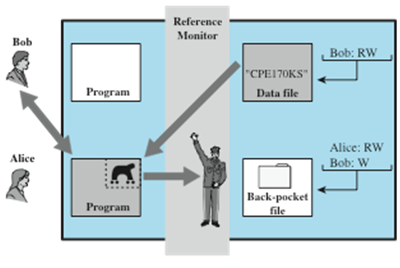 Reference
Monitor
Bob
Program
"CPE170KS"
Data file
Bob: RW
Alice
Program
Back-pocket
file
Alice: RW
Bob: W